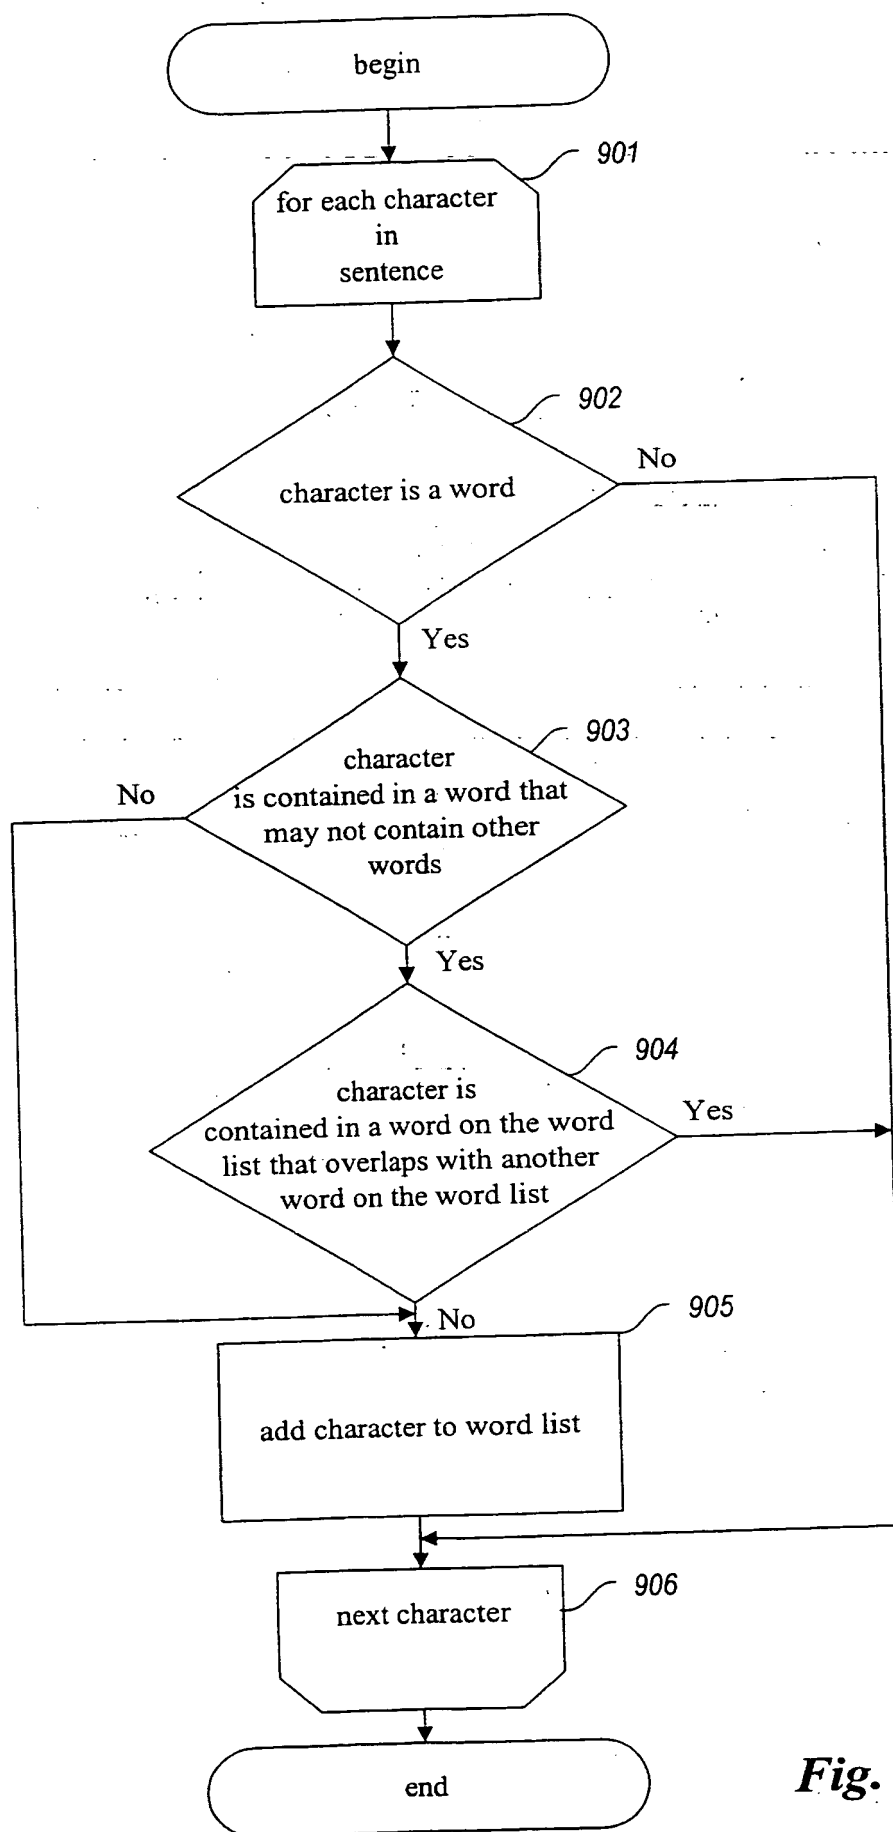 begin
901
for each character
in
sentence
902
No
character is a word
Yes
903
character
is contained in a word that
may not contain other
words
No
Yes
904
character is
contained in a word on the word
list that overlaps with another
word on the word list
Yes
No
905
add character to word list
906
next character
end
Fig.